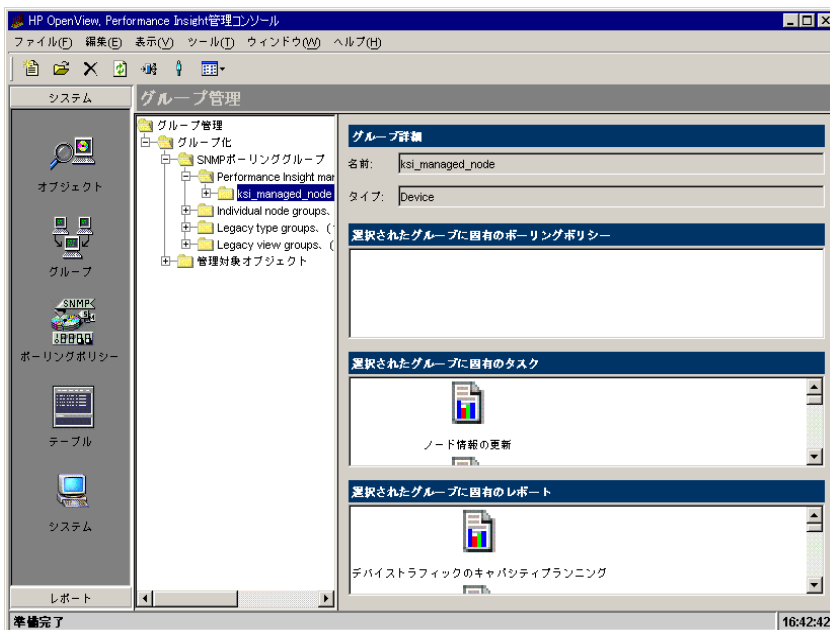 HP OpenView, Performance Insight管理コンソール
ファイル(F) 編集(E) 表示(V) ツール(T) ウィンドウ(W) ヘルプ(H)
システム
オブジェクト
グループ
SNMP
ポーリングポリシー
テーブル
システム
レポート
グループ管理
グループ管理
グループ化
SNMPポーリンググループ
Performance Insight mar
ksi_managed_node
Individual node groups、
Legacy type groups、(
Legacy view groups、(
管理対象オブジェクト
グループ詳細
名前: ksi_managed_node
タイプ: Device
選択されたグループに固有のポーリングポリシー
選択されたグループに固有のタスク
ノード情報の更新
選択されたグループに固有のレポート
デバイストラフィックのキャパシティプランニング
準備完了
16:42:42